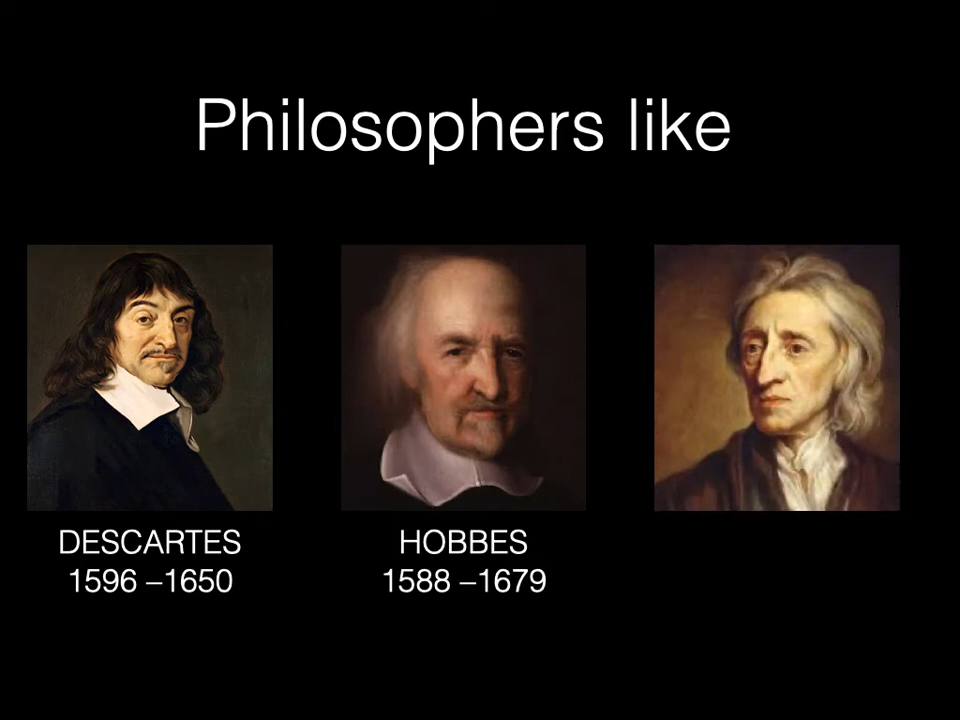 Philosophers like
DESCARTES
1596 –1650
HOBBES
1588 –1679